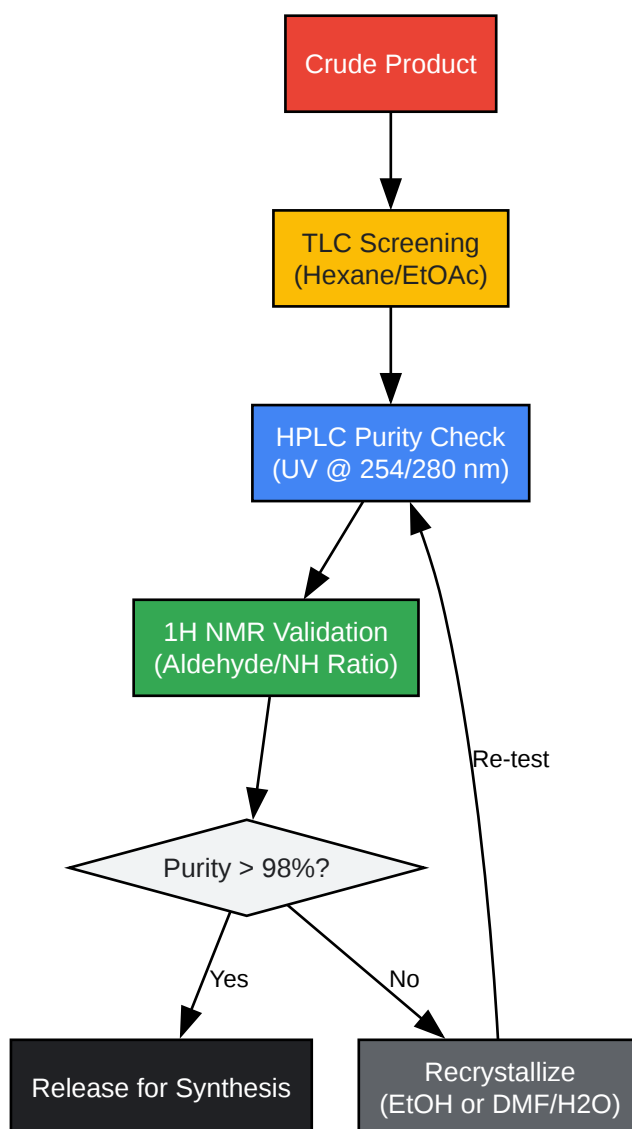 Crude Product
TLC Screening
(Hexane/EtOAc)
HPLC Purity Check
(UV @ 254/280 nm)
1H NMR Validation
(Aldehyde/NH Ratio)
Re-test
Purity > 98%?
Yes
No
Release for Synthesis
Recrystallize
(EtOH or DMF/H2O)